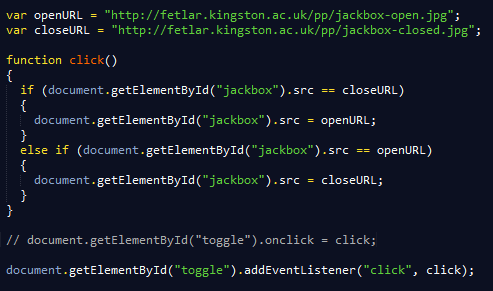 var openURL = "http://fetlar.kingston.ac.uk/pp/jackbox-open.jpg";
var closeURL = "http://fetlar.kingston.ac.uk/pp/jackbox-closed.jpg";
function click()
{
if (document.getElementById("jackbox").src == closeURL)
{
document.getElementById("jackbox").src = openURL;
}
else if (document.getElementById("jackbox").src == openURL)
{
document.getElementById("jackbox").src = closeURL;
}
}
// document.getElementById("toggle").onclick = click;
document.getElementById("toggle").addEventListener("click", click);